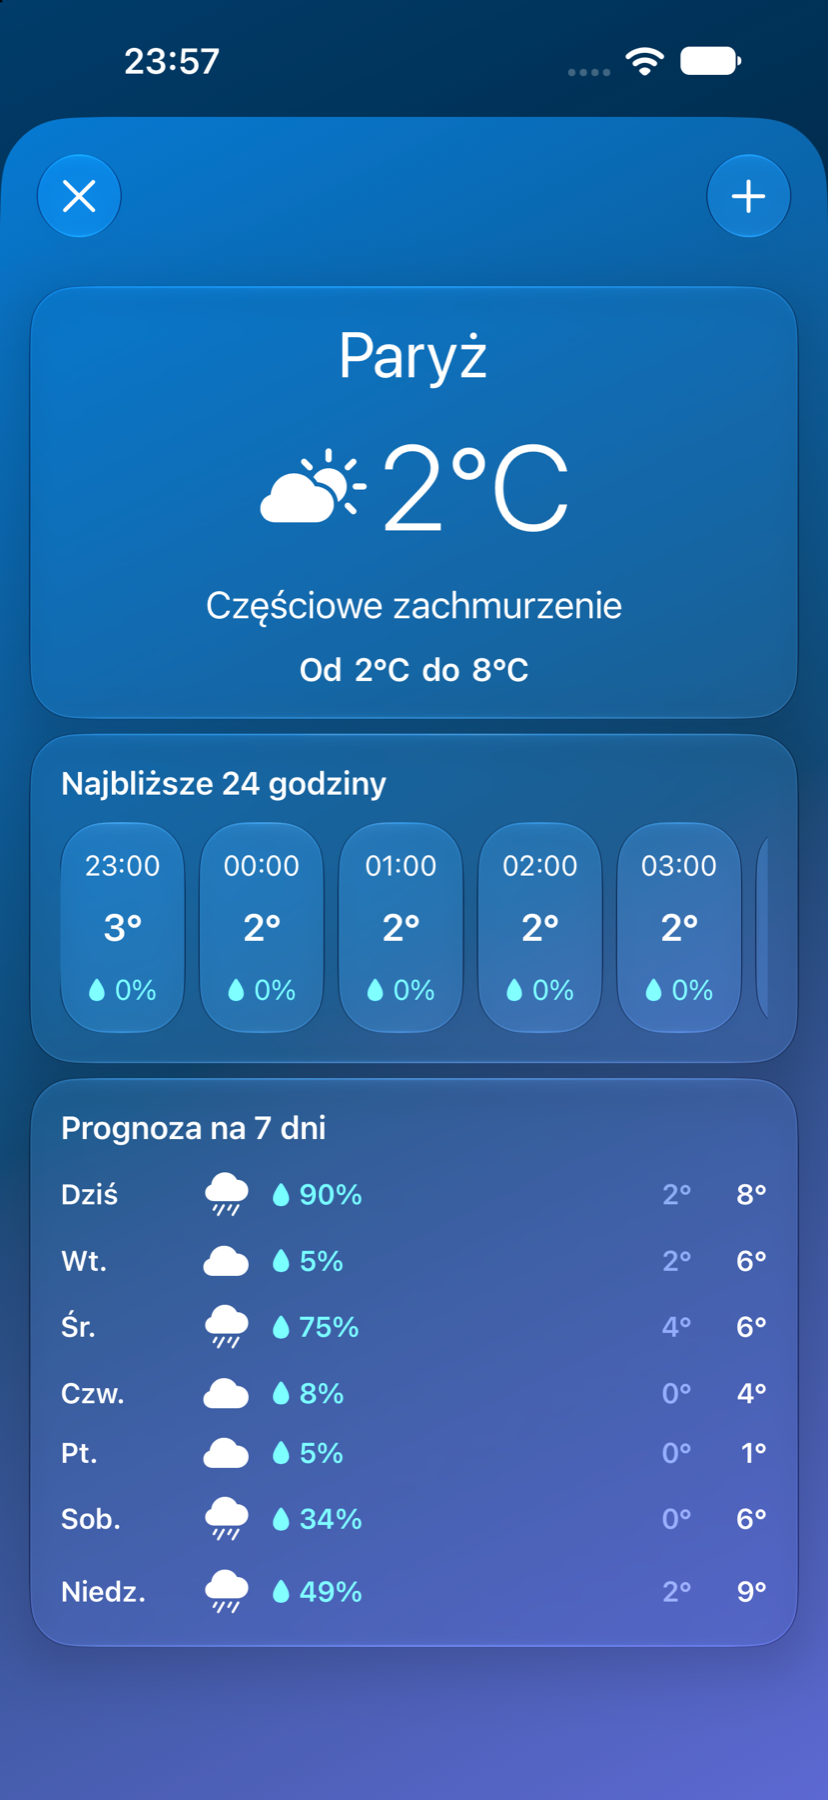 23:57
Paryż
2°C
Częściowe zachmurzenie
Od 2°C do 8°C
Najbliższe 24 godziny
23:00 00:00 01:00 02:00 03:00
3° 2° 2° 2° 2°
0% 0% 0% 0% 0%
Prognoza na 7 dni
Dziś 90% 2° 8°
Wt. 5% 2° 6°
Śr. 75% 4° 6°
Czw. 8% 0° 4°
Pt. 5% 0° 1°
Sob. 34% 0° 6°
Niedz. 49% 2° 9°